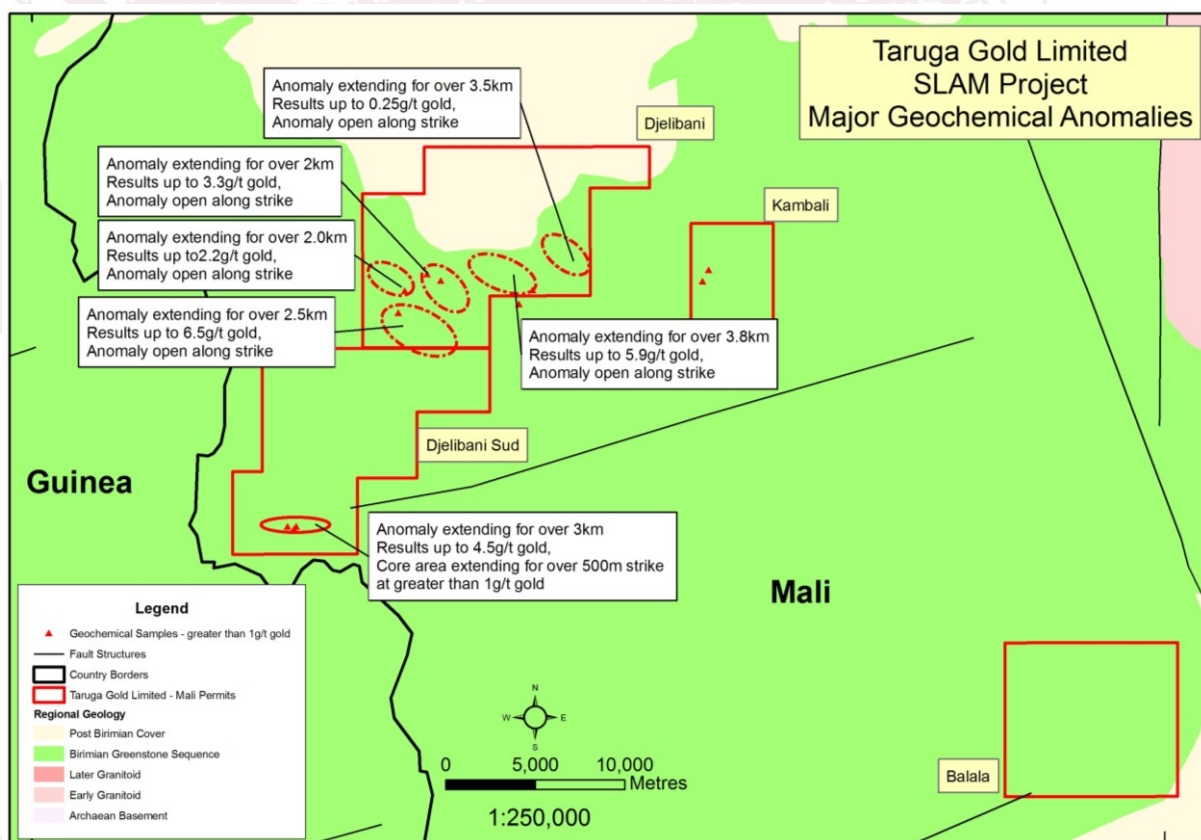 Taruga Gold Limited
SLAM Project
Major Geochemical Anomalies
Anomaly extending for over 3.5km
Results up to 0.25g/t gold,
Anomaly open along strike
Djelibani
Anomaly extending for over 2km
Results up to 3.3g/t gold,
Anomaly open along strike
Kambali
Anomaly extending for over 2.0km
Results up to2.2g/t gold,
Anomaly open along strike
Anomaly extending for over 2.5km
Results up to 6.5g/t gold,
Anomaly open along strike
Anomaly extending for over 3.8km
Results up to 5.9g/t gold,
Anomaly open along strike
Djelibani Sud
Guinea
Anomaly extending for over 3km
Results up to 4.5g/t gold,
Core area extending for over 500m strike
at greater than 1g/t gold
Mali
Legend
Geochemical Samples - greater than 1g/t gold
Fault Structures
Country Borders
Taruga Gold Limited - Mali Permits
Regional Geology
Post Birimian Cover
Birimian Greenstone Sequence
Later Granitoid
Early Granitoid
Archaean Basement
N
W E
S
0 5,000 10,000
Metres
1:250,000
Balala